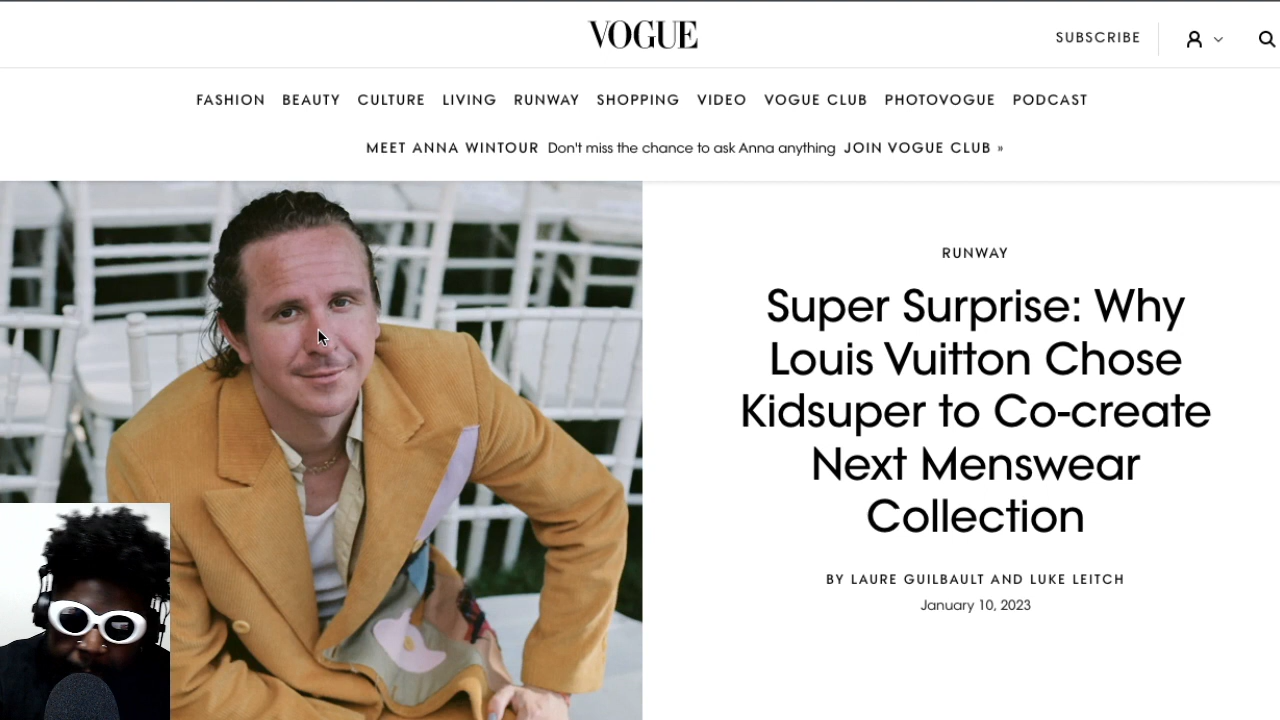 VOGUE
SUBSCRIBE
FASHION BEAUTY CULTURE LIVING RUNWAY SHOPPING VIDEO VOGUE CLUB PHOTOVOGUE PODCAST
MEET ANNA WINTOUR Don't miss the chance to ask Anna anything JOIN VOGUE CLUB »
RUNWAY
Super Surprise: Why
Louis Vuitton Chose
Kidsuper to Co-create
Next Menswear
Collection
BY LAURE GUILBAULT AND LUKE LEITCH
January 10, 2023